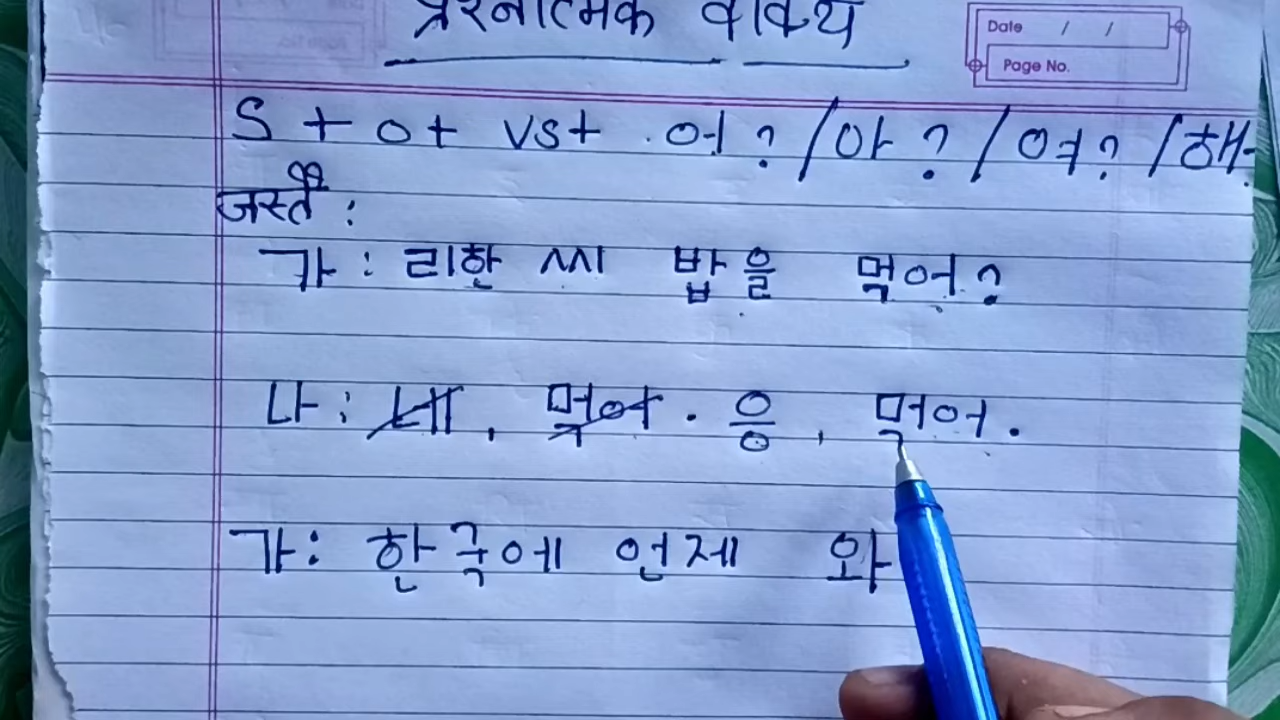 प्रश्नात्मक वाक्य
Date / /
Page No.
S + O + VS + 어? / 아? / 여? / 해.
जस्तै :
가 : 리한 씨 밥을 먹어?
나 : 네, 먹어. 응, 먹어.
가 : 한국에 언제 와